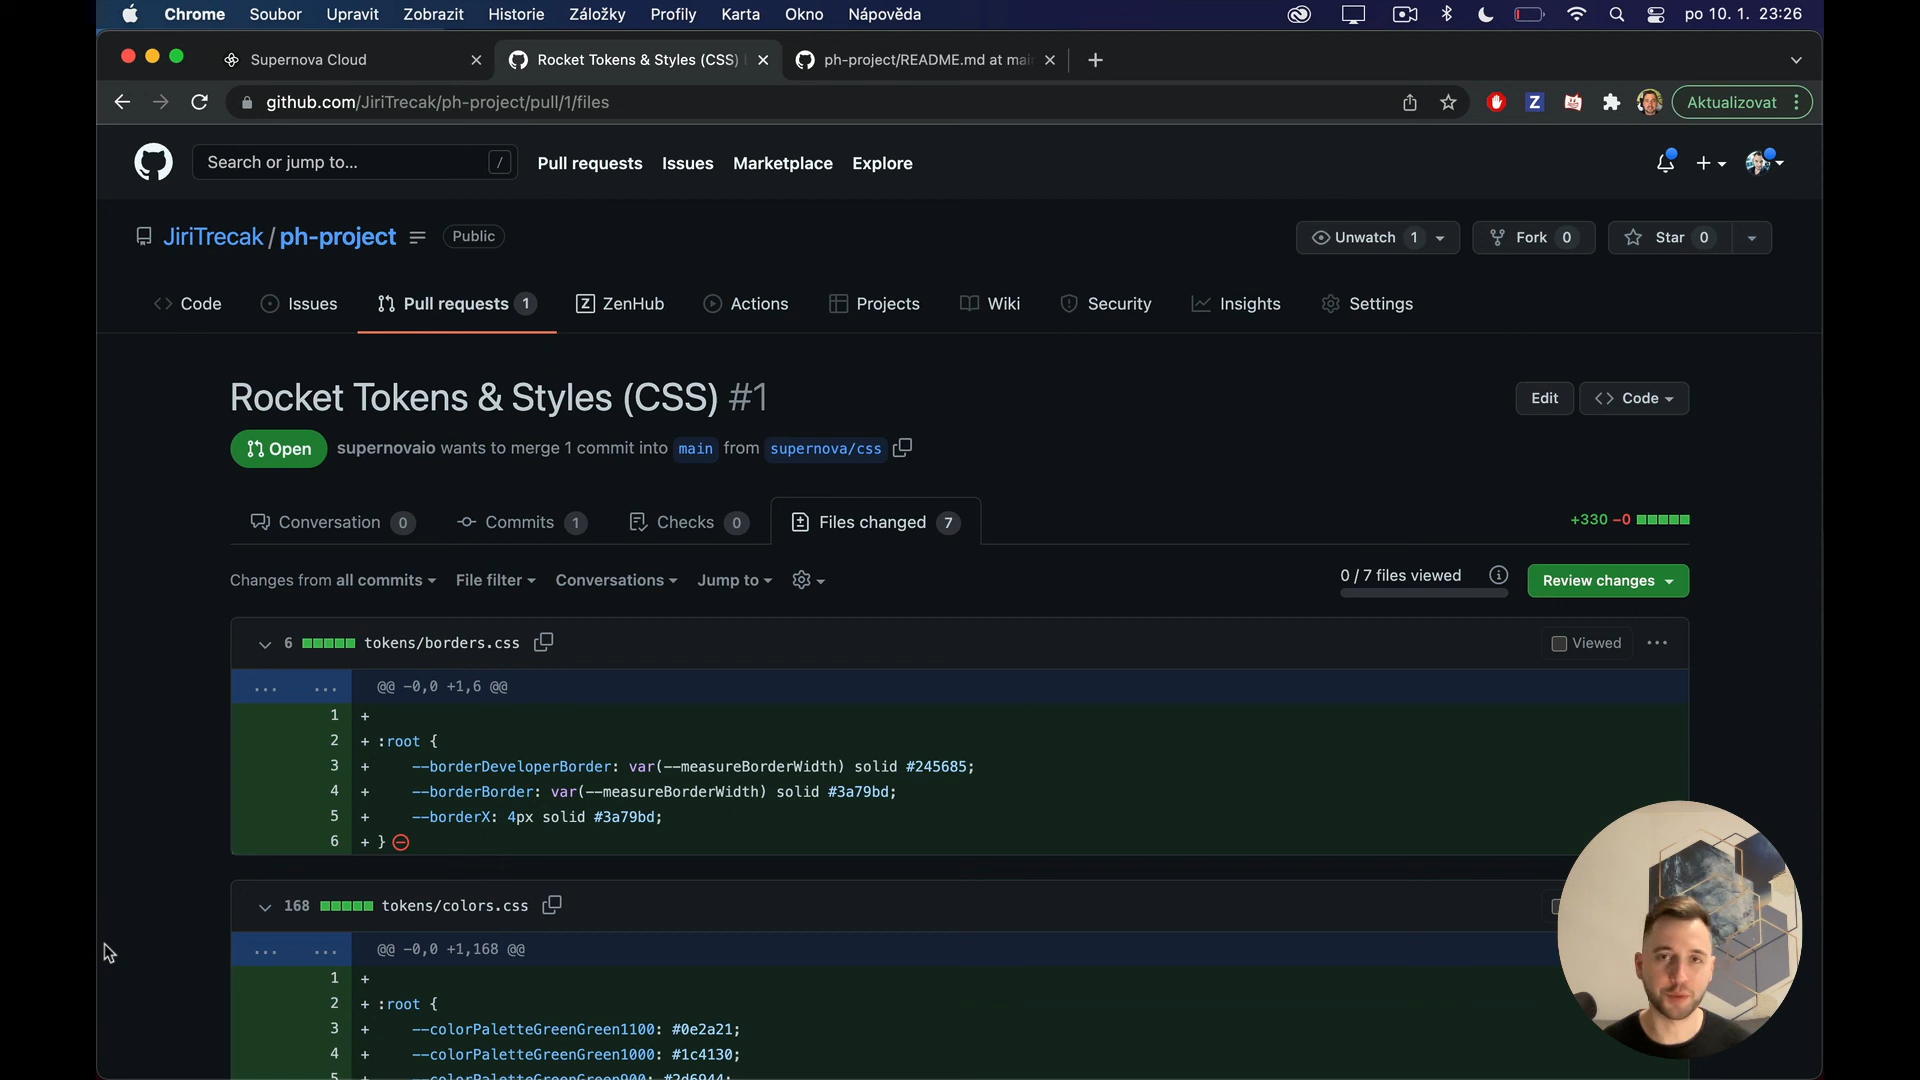 Chrome Soubor Upravit Zobrazit Historie Záložky Profily Karta Okno Nápověda po 10. 1. 23:26
Supernova Cloud Rocket Tokens & Styles (CSS) ph-project/README.md at mai
github.com/JiriTrecak/ph-project/pull/1/files Z Aktualizovat
Search or jump to... / Pull requests Issues Marketplace Explore
JiriTrecak / ph-project Public Unwatch 1 Fork 0 Star 0
Code Issues Pull requests 1 Z ZenHub Actions Projects Wiki Security Insights Settings
Rocket Tokens & Styles (CSS) #1 Edit Code
Open supernovaio wants to merge 1 commit into main from supernova/css
Conversation 0 Commits 1 Checks 0 Files changed 7 +330 −0
Changes from all commits File filter Conversations Jump to 0 / 7 files viewed Review changes
6 tokens/borders.css Viewed ...
... ... @@ -0,0 +1,6 @@
1 +
2 + :root {
3 + --borderDeveloperBorder: var(--measureBorderWidth) solid #245685;
4 + --borderBorder: var(--measureBorderWidth) solid #3a79bd;
5 + --borderX: 4px solid #3a79bd;
6 + }
168 tokens/colors.css
... ... @@ -0,0 +1,168 @@
1 +
2 + :root {
3 + --colorPaletteGreenGreen1100: #0e2a21;
4 + --colorPaletteGreenGreen1000: #1c4130;
5 + --colorPaletteGreenGreen900: #2d6944;